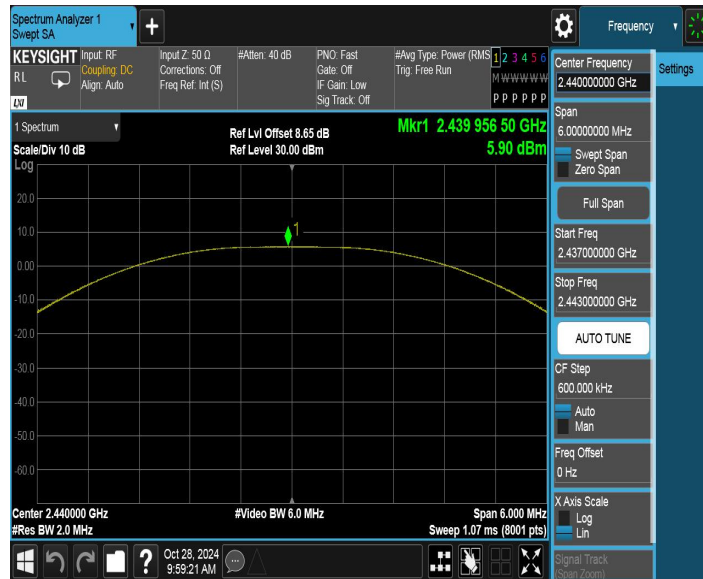 Spectrum Analyzer 1
Swept SA
+
Frequency
KEYSIGHT
RL
LXI
Input: RF
Coupling: DC
Align: Auto
Input Z: 50 Ω
Corrections: Off
Freq Ref: Int (S)
#Atten: 40 dB
PNO: Fast
Gate: Off
IF Gain: Low
Sig Track: Off
#Avg Type: Power (RMS
Trig: Free Run
1 2 3 4 5 6
M W W W W W
P P P P P P
1 Spectrum
Scale/Div 10 dB
Log
Ref Lvl Offset 8.65 dB
Ref Level 30.00 dBm
Mkr1 2.439 956 50 GHz
5.90 dBm
20.0
10.0
0.00
-10.0
-20.0
-30.0
-40.0
-50.0
-60.0
1
Center 2.440000 GHz
#Res BW 2.0 MHz
#Video BW 6.0 MHz
Span 6.000 MHz
Sweep 1.07 ms (8001 pts)
?
Oct 28, 2024
9:59:21 AM
Center Frequency
2.440000000 GHz
Span
6.00000000 MHz
Swept Span
Zero Span
Full Span
Start Freq
2.437000000 GHz
Stop Freq
2.443000000 GHz
AUTO TUNE
CF Step
600.000 kHz
Auto
Man
Freq Offset
0 Hz
X Axis Scale
Log
Lin
Signal Track
(Span Zoom)
Settings